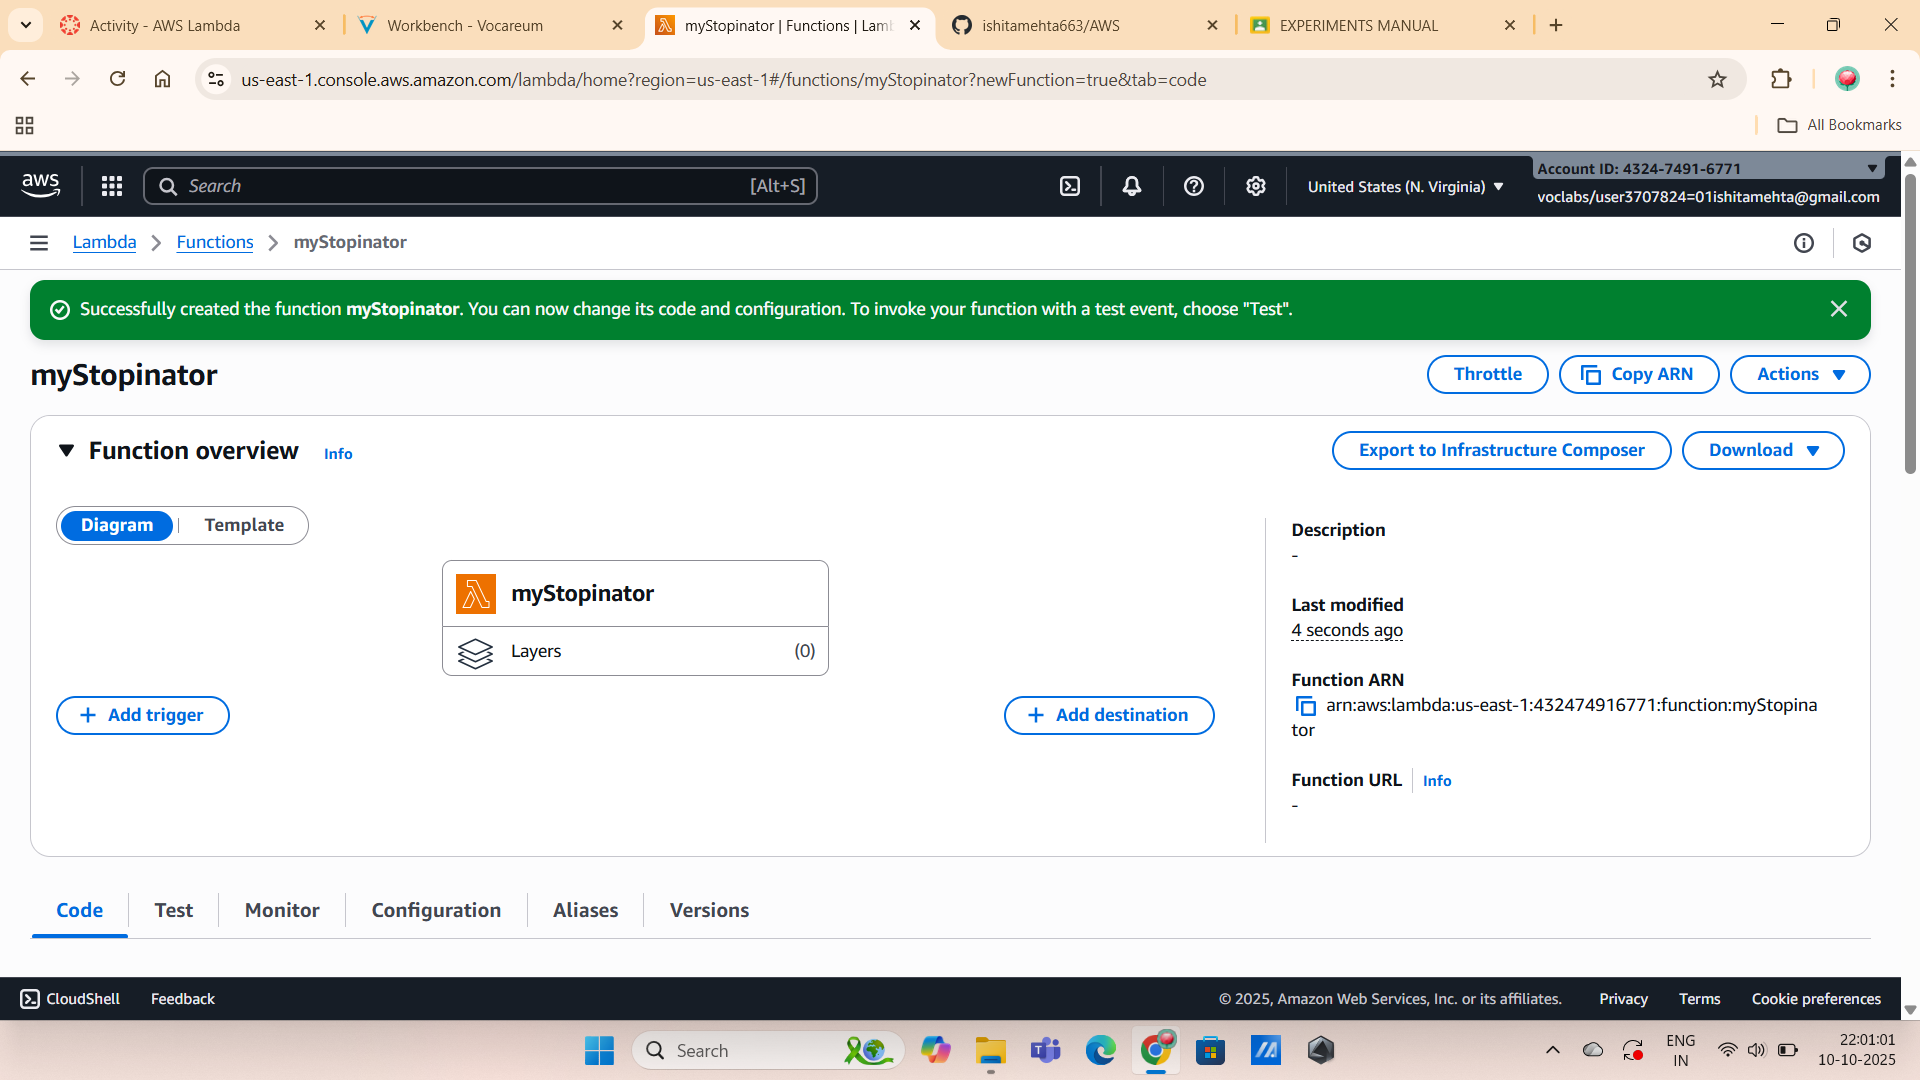 Activity - AWS Lambda
Workbench - Vocareum
myStopinator | Functions | Lam
ishitamehta663/AWS
EXPERIMENTS MANUAL
us-east-1.console.aws.amazon.com/lambda/home?region=us-east-1#/functions/myStopinator?newFunction=true&tab=code
All Bookmarks
aws
Search
[Alt+S]
United States (N. Virginia)
Account ID: 4324-7491-6771
voclabs/user3707824=01ishitamehta@gmail.com
Lambda
Functions
myStopinator
Successfully created the function myStopinator. You can now change its code and configuration. To invoke your function with a test event, choose "Test".
myStopinator
Throttle
Copy ARN
Actions
Function overview
Info
Export to Infrastructure Composer
Download
Diagram
Template
myStopinator
Layers
(0)
Add trigger
Add destination
Description
-
Last modified
4 seconds ago
Function ARN
arn:aws:lambda:us-east-1:432474916771:function:myStopina
tor
Function URL
Info
-
Code
Test
Monitor
Configuration
Aliases
Versions
CloudShell
Feedback
© 2025, Amazon Web Services, Inc. or its affiliates.
Privacy
Terms
Cookie preferences
Search
ENG
IN
22:01:01
10-10-2025